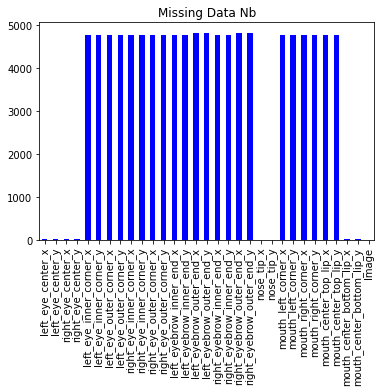 Missing Data Nb
5000
4000
3000
2000
1000
0
left_eye_center_x
left_eye_center_y
right_eye_center_x
right_eye_center_y
left_eye_inner_corner_x
left_eye_inner_corner_y
left_eye_outer_corner_x
left_eye_outer_corner_y
right_eye_inner_corner_x
right_eye_inner_corner_y
right_eye_outer_corner_x
right_eye_outer_corner_y
left_eyebrow_inner_end_x
left_eyebrow_inner_end_y
left_eyebrow_outer_end_x
left_eyebrow_outer_end_y
right_eyebrow_inner_end_x
right_eyebrow_inner_end_y
right_eyebrow_outer_end_x
right_eyebrow_outer_end_y
nose_tip_x
nose_tip_y
mouth_left_corner_x
mouth_left_corner_y
mouth_right_corner_x
mouth_right_corner_y
mouth_center_top_lip_x
mouth_center_top_lip_y
mouth_center_bottom_lip_x
mouth_center_bottom_lip_y
Image